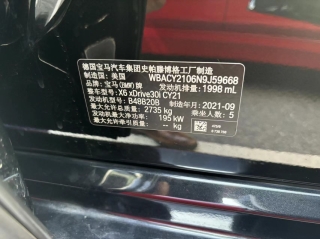 德国宝马汽车集团史帕滕博格工厂制造
制造国: 美国 WBACY2106N9J59668
品牌: 宝马(BMW)牌 发动机排量: 1998 mL
整车型号: X6 xDrive30i CY21
发动机型号: B48B20B 制造年月: 2021-09
最大允许总质量: 2735 kg 乘坐人数: 5
发动机最大净功率: 195 kW
最大允许牵引质量: -- kg